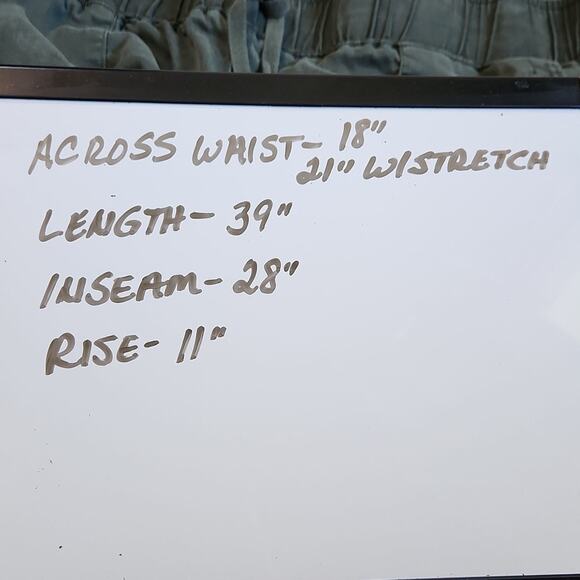 ACROSS WAIST- 18"
21" W/STRETCH
LENGTH- 39"
INSEAM- 28"
RISE- 11"